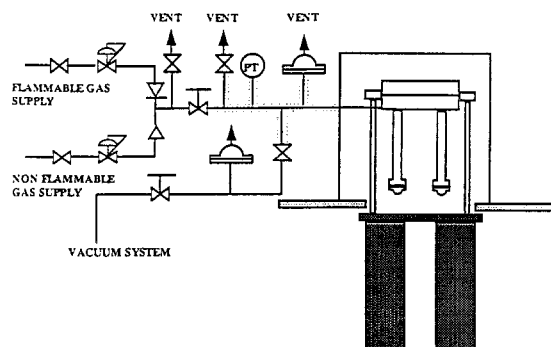 VENT
VENT
VENT
PT
FLAMMABLE GAS
SUPPLY
NON FLAMMABLE
GAS SUPPLY
VACUUM SYSTEM